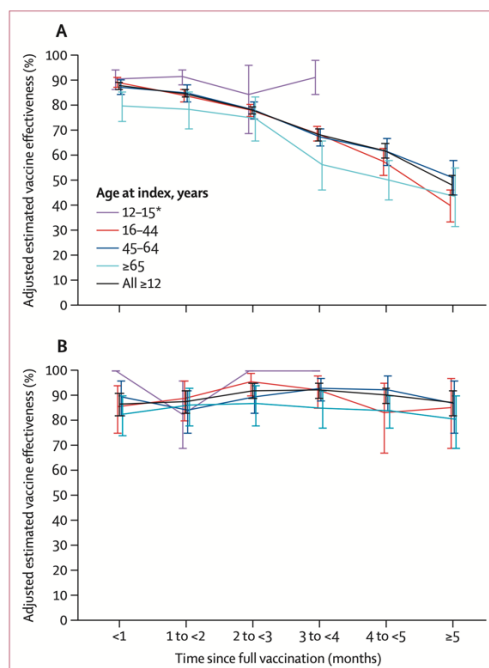 A
Adjusted estimated vaccine effectiveness (%)
100
90
80
70
60
50
40
30
20
10
0
Age at index, years
12–15*
16–44
45–64
≥65
All ≥12
B
Adjusted estimated vaccine effectiveness (%)
100
90
80
70
60
50
40
30
20
10
0
<1
1 to <2
2 to <3
3 to <4
4 to <5
≥5
Time since full vaccination (months)